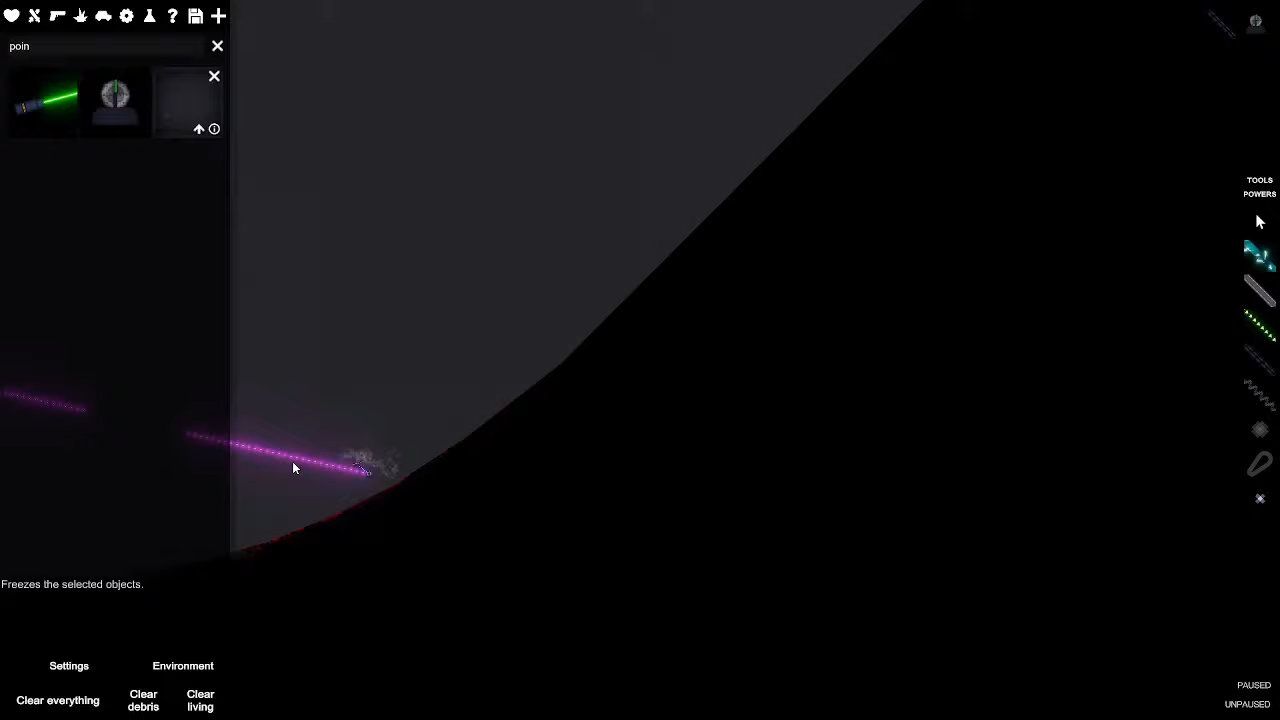 poin
TOOLS
POWERS
Freezes the selected objects.
Settings
Environment
Clear everything
Clear
debris
Clear
living
PAUSED
UNPAUSED